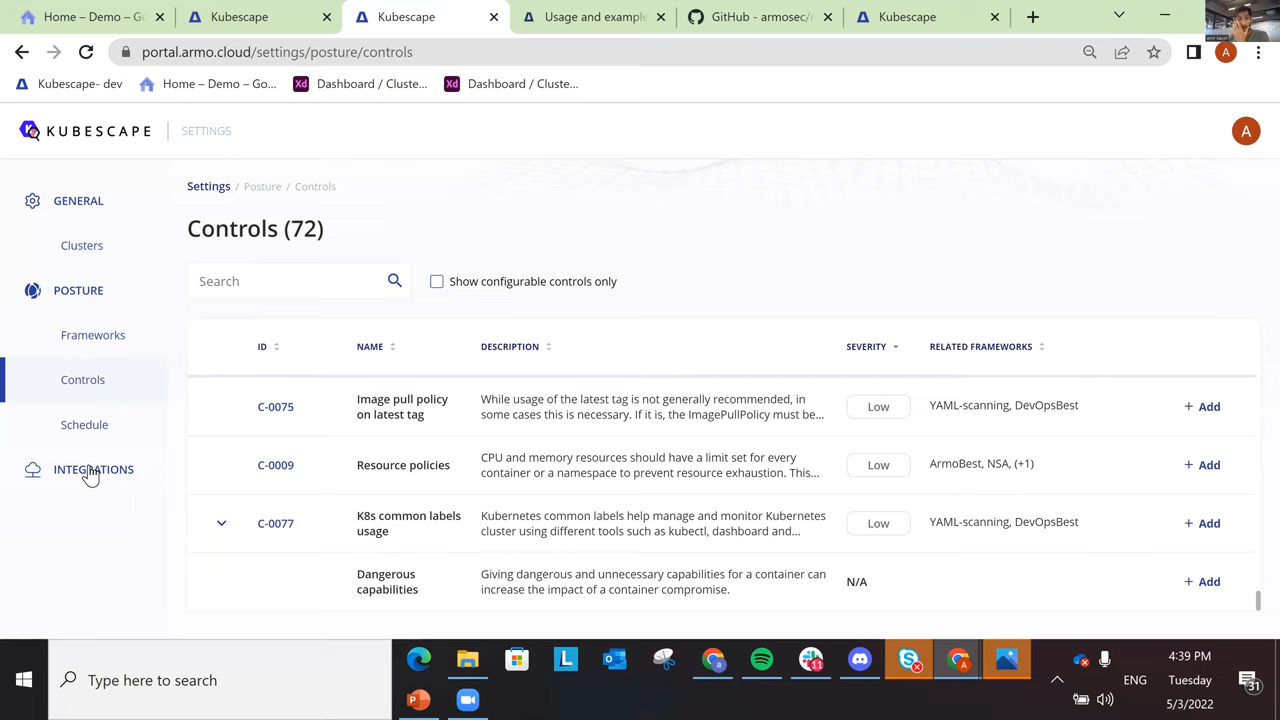 Home – Demo – Go
Kubescape
Kubescape
Usage and example
GitHub - armosec/r
Kubescape
amir kaush
portal.armo.cloud/settings/posture/controls
A
Kubescape- dev
Home – Demo – Go...
Xd
Dashboard / Cluste...
Xd
Dashboard / Cluste...
KUBESCAPE
SETTINGS
A
GENERAL
Clusters
POSTURE
Frameworks
Controls
Schedule
INTEGRATIONS
Settings / Posture / Controls
Controls (72)
Search
Show configurable controls only
ID
NAME
DESCRIPTION
SEVERITY
RELATED FRAMEWORKS
C-0075
Image pull policy
on latest tag
While usage of the latest tag is not generally recommended, in
some cases this is necessary. If it is, the ImagePullPolicy must be...
Low
YAML-scanning, DevOpsBest
+ Add
C-0009
Resource policies
CPU and memory resources should have a limit set for every
container or a namespace to prevent resource exhaustion. This...
Low
ArmoBest, NSA, (+1)
+ Add
C-0077
K8s common labels
usage
Kubernetes common labels help manage and monitor Kubernetes
cluster using different tools such as kubectl, dashboard and...
Low
YAML-scanning, DevOpsBest
+ Add
Dangerous
capabilities
Giving dangerous and unnecessary capabilities for a container can
increase the impact of a container compromise.
N/A
+ Add
Type here to search
L
11
ENG
4:39 PM
Tuesday
5/3/2022
31